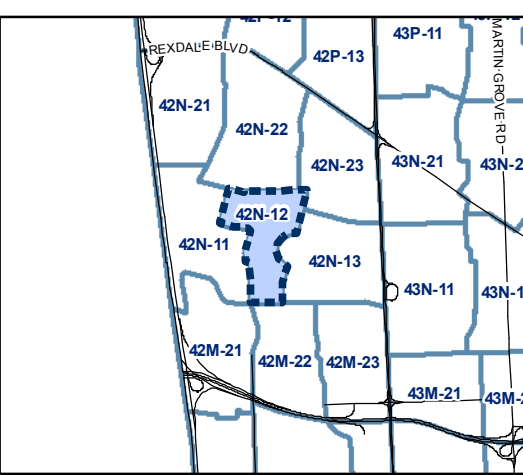 43P-11
REXDALE BLVD
42P-13
MARTIN GROVE RD
42N-21
42N-22
42N-23
43N-21
42N-12
42N-11
42N-13
43N-11
42M-21
42M-22
42M-23
43M-21